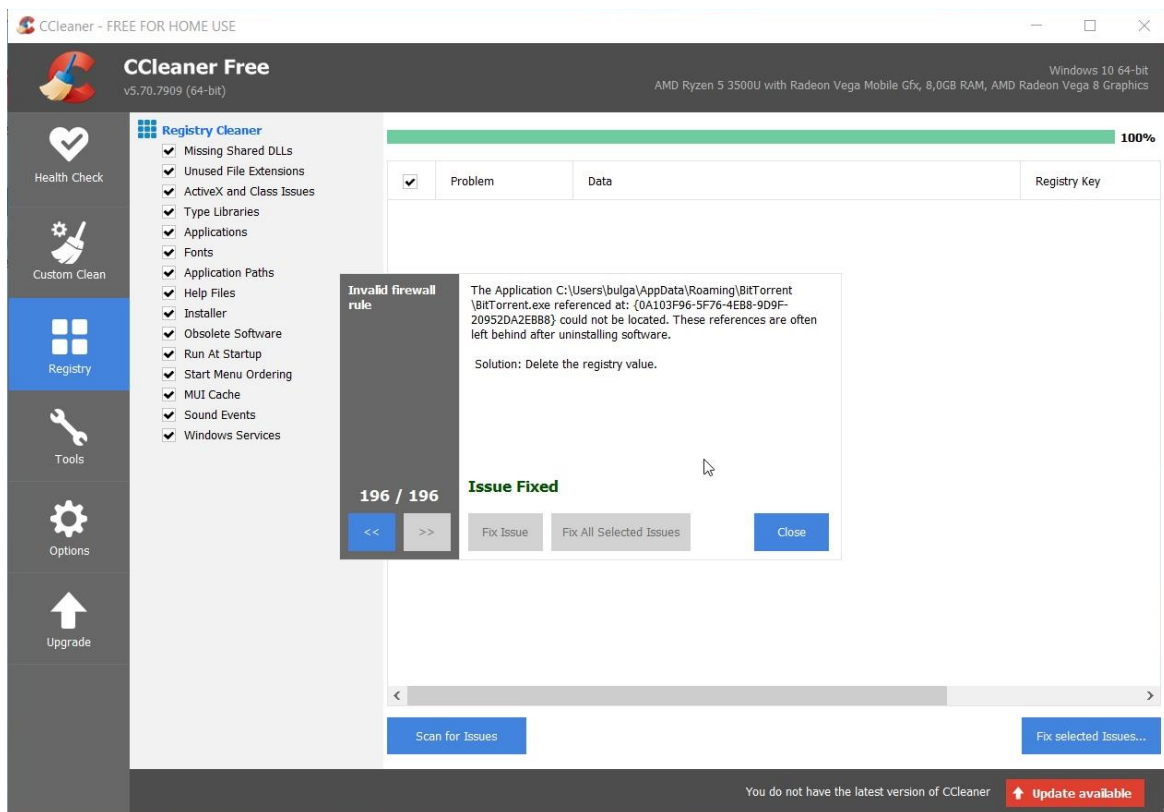 CCleaner - FREE FOR HOME USE
CCleaner Free
v5.70.7909 (64-bit)
Windows 10 64-bit
AMD Ryzen 5 3500U with Radeon Vega Mobile Gfx, 8,0GB RAM, AMD Radeon Vega 8 Graphics
Health Check
Custom Clean
Registry
Tools
Options
Upgrade
Registry Cleaner
Missing Shared DLLs
Unused File Extensions
ActiveX and Class Issues
Type Libraries
Applications
Fonts
Application Paths
Help Files
Installer
Obsolete Software
Run At Startup
Start Menu Ordering
MUI Cache
Sound Events
Windows Services
100%
Problem
Data
Registry Key
Invalid firewall
rule
196 / 196
<<
>>
The Application C:\Users\bulga\AppData\Roaming\BitTorrent
\BitTorrent.exe referenced at: {0A103F96-5F76-4EB8-9D9F-
20952DA2EBB8} could not be located. These references are often
left behind after uninstalling software.
Solution: Delete the registry value.
Issue Fixed
Fix Issue
Fix All Selected Issues
Close
Scan for Issues
Fix selected Issues...
You do not have the latest version of CCleaner
Update available